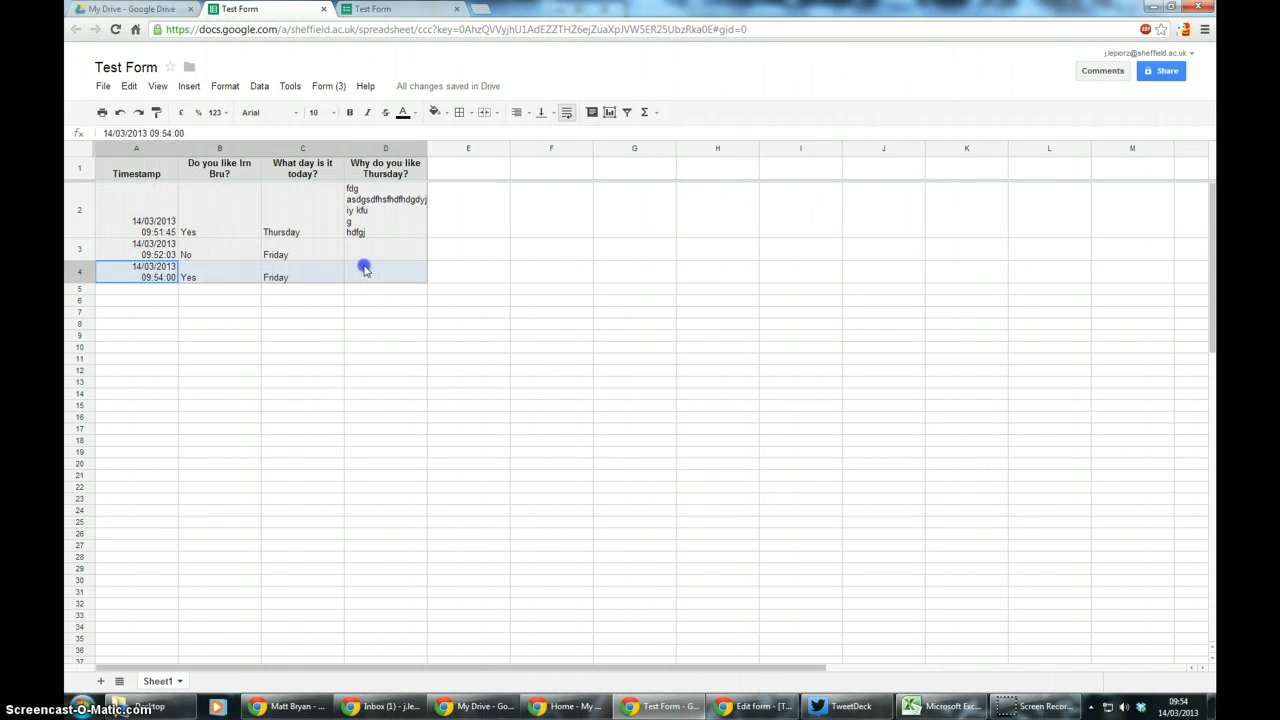 My Drive - Google Drive
Test Form
Test Form
https://docs.google.com/a/sheffield.ac.uk/spreadsheet/ccc?key=0AhzQVVyjhU1AdEZZTHZ6ejZuaXpJVW5ER25UbzRka0E#gid=0
j.lepiorz@sheffield.ac.uk
Test Form
Comments
Share
File Edit View Insert Format Data Tools Form (3) Help All changes saved in Drive
£ % 123 Arial 10 B I S A Σ
fx 14/03/2013 09:54:00
A B C D E F G H I J K L M
1 Timestamp Do you like Irn Bru? What day is it today? Why do you like Thursday?
fdg
asdgsdfhsfhdfhdgdyj
iy kfu
g
hdfgj
2 14/03/2013 09:51:45 Yes Thursday
3 14/03/2013 09:52:03 No Friday
4 14/03/2013 09:54:00 Yes Friday
5
6
7
8
9
10
11
12
13
14
15
16
17
18
19
20
21
22
23
24
25
26
27
28
29
30
31
32
33
34
35
36
37
+ Sheet1
Screencast-O-Matic.com
Matt Bryan - ... Inbox (1) - j.le... My Drive - Go... Home - My ... Test Form - G... Edit form - [T... TweetDeck Microsoft Exc... Screen Recor...
09:54
14/03/2013